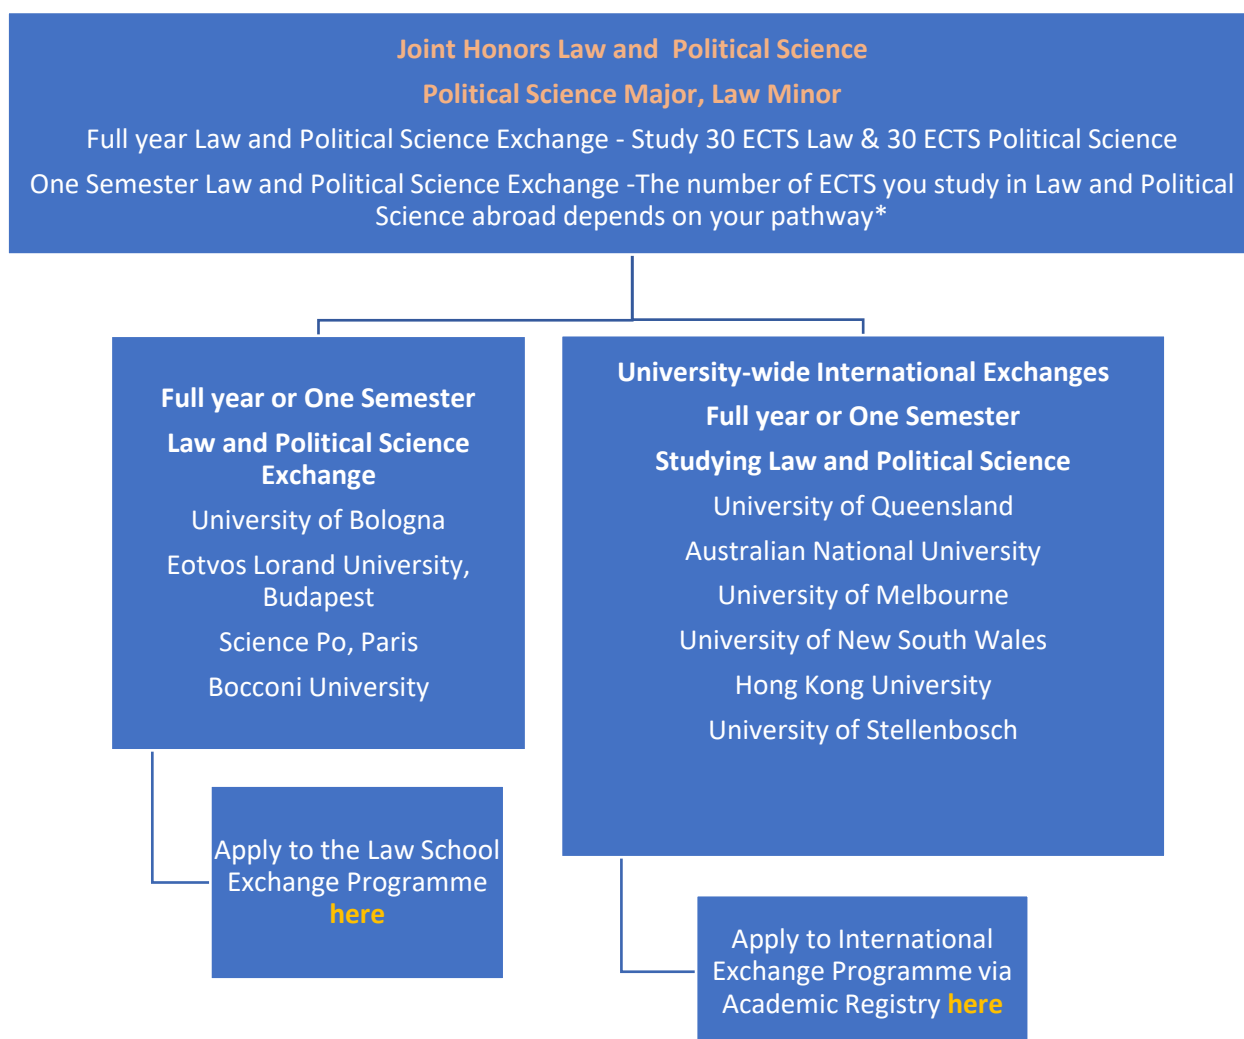 Joint Honors Law and  Political Science
Political Science Major, Law Minor
Full year Law and Political Science Exchange - Study 30 ECTS Law & 30 ECTS Political Science
One Semester Law and Political Science Exchange -The number of ECTS you study in Law and Political
Science abroad depends on your pathway*
Full year or One Semester
Law and Political Science
Exchange
University of Bologna
Eotvos Lorand University,
Budapest
Science Po, Paris
Bocconi University
Apply to the Law School
Exchange Programme
here
University-wide International Exchanges
Full year or One Semester
Studying Law and Political Science
University of Queensland
Australian National University
University of Melbourne
University of New South Wales
Hong Kong University
University of Stellenbosch
Apply to International
Exchange Programme via
Academic Registry here